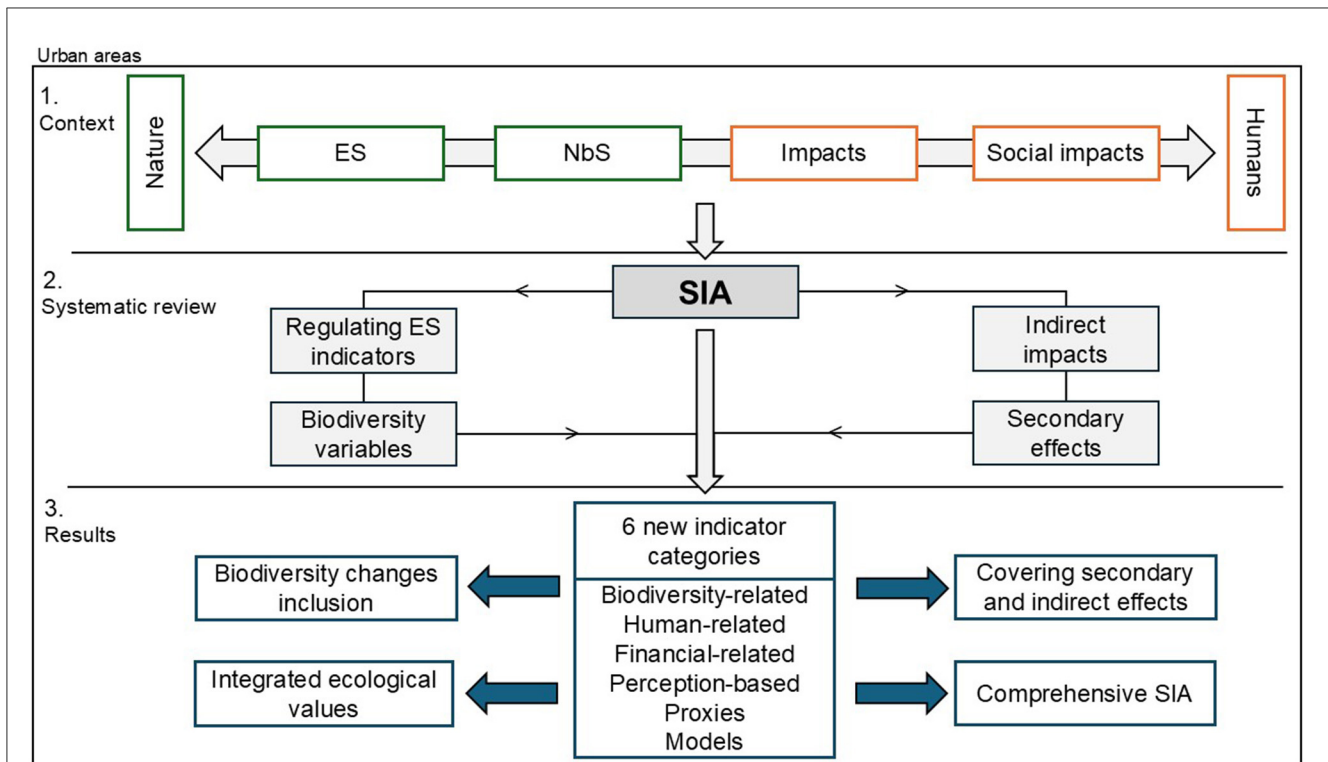 Urban areas
1.
Context
Nature
ES
NbS
Impacts
Social impacts
Humans
2.
Systematic review
SIA
Regulating ES
indicators
Indirect
impacts
Biodiversity
variables
Secondary
effects
3.
Results
6 new indicator
categories
Biodiversity changes
inclusion
Covering secondary
and indirect effects
Biodiversity-related
Human-related
Financial-related
Perception-based
Proxies
Models
Integrated ecological
values
Comprehensive SIA